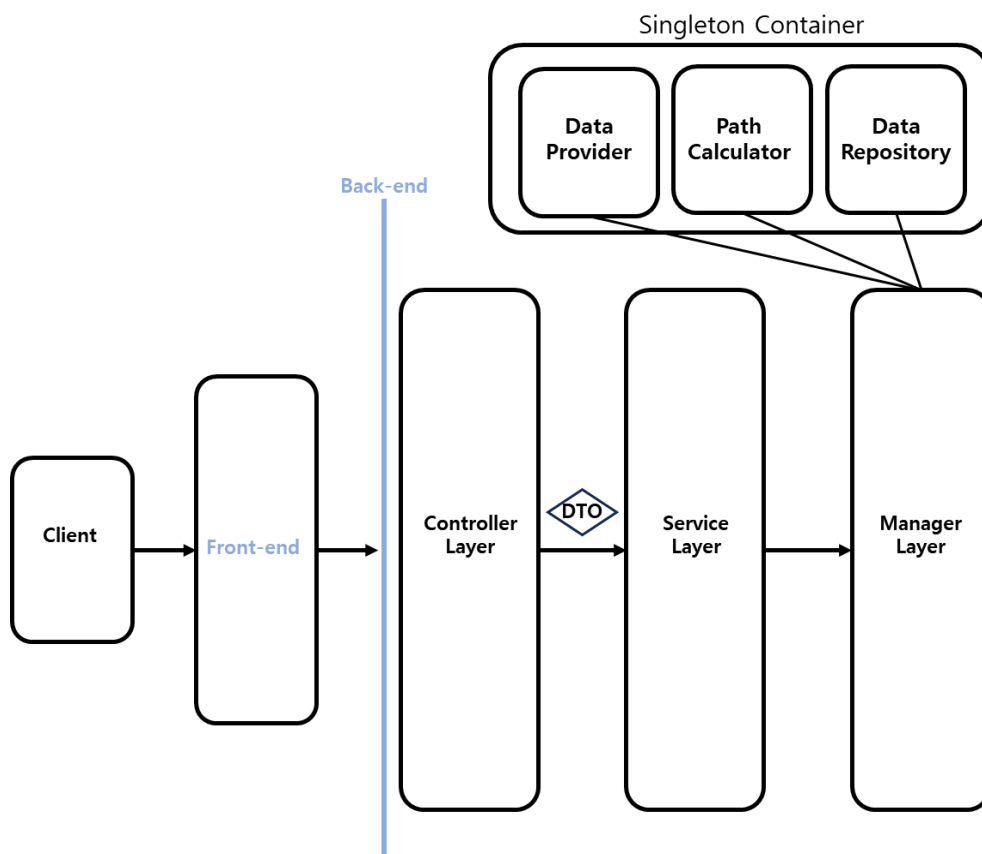 Singleton Container
Data
Provider
Path
Calculator
Data
Repository
Back-end
Client
Front-end
Controller
Layer
DTO
Service
Layer
Manager
Layer